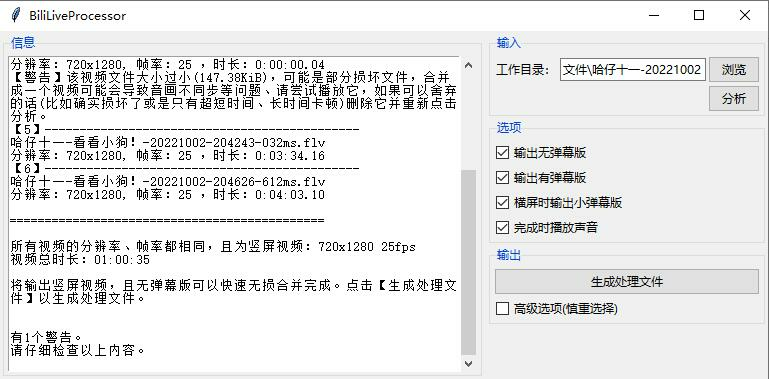 BiliLiveProcessor
信息
分辨率: 720x1280, 帧率: 25 , 时长: 0:00:00.04
【警告】该视频文件大小过小(147.38KiB), 可能是部分损坏文件, 合并
成一个视频可能会导致音画不同步等问题、请尝试播放它, 如果可以舍弃
的话(比如确实损坏了或是只有超短时间、长时间卡顿)删除它并重新点击
分析。
【5】---------------------------------------------
哈仔十一-看看小狗! -20221002-204243-032ms.flv
分辨率: 720x1280, 帧率: 25 , 时长: 0:03:34.16
【6】---------------------------------------------
哈仔十一-看看小狗! -20221002-204626-612ms.flv
分辨率: 720x1280, 帧率: 25 , 时长: 0:04:03.10
=============================================
所有视频的分辨率、帧率都相同, 且为竖屏视频: 720x1280 25fps
视频总时长: 01:00:35
将输出竖屏视频, 且无弹幕版可以快速无损合并完成。点击【生成处理文
件】以生成处理文件。
有1个警告。
请仔细检查以上内容。
输入
工作目录: 文件\哈仔十一-20221002 浏览
分析
选项
输出无弹幕版
输出有弹幕版
横屏时输出小弹幕版
完成时播放声音
输出
生成处理文件
高级选项(慎重选择)